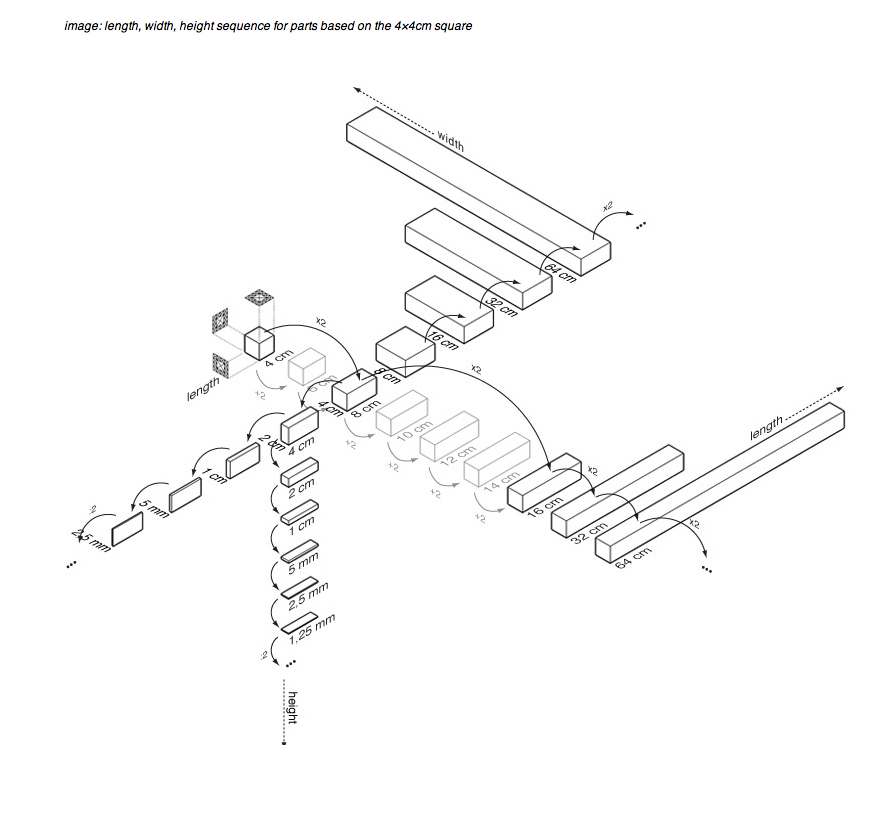 image: length, width, height sequence for parts based on the 4×4cm square
width
x2
...
64 cm
32 cm
16 cm
8 cm
x2
4 cm
length
x2
6 cm
x2
4 cm
8 cm
x2
10 cm
x2
12 cm
x2
14 cm
x2
16 cm
x2
32 cm
x2
64 cm
...
length
2 cm
1 cm
5 mm
:2
2,5 mm
...
4 cm
2 cm
1 cm
5 mm
2,5 mm
1,25 mm
:2
...
height